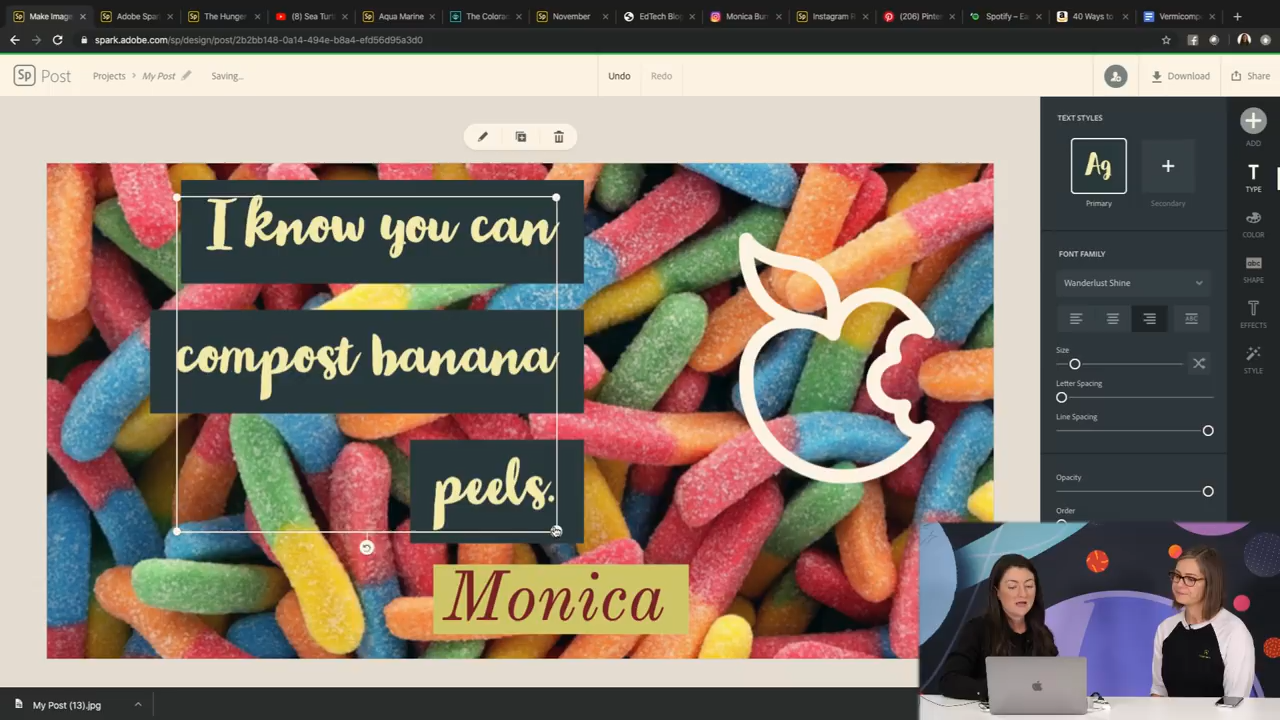 Make Imag
Adobe Spa
The Hunger
(8) Sea Tur
Aqua Marine
The Colora
November
EdTech Blo
Monica Bur
Instagram R
(206) Pinter
Spotify – Ea
40 Ways to
Vermicomp
spark.adobe.com/sp/design/post/2b2bb148-0a14-494e-b8a4-efd56d95a3d0
Sp Post
Projects > My Post
Saving...
Undo
Redo
Download
Share
TEXT STYLES
Ag
Primary
Secondary
FONT FAMILY
Wanderlust Shine
ABC
Size
Letter Spacing
Line Spacing
Opacity
Order
ADD
TYPE
COLOR
abc
SHAPE
EFFECTS
STYLE
I know you can
compost banana
peels.
Monica
My Post (13).jpg